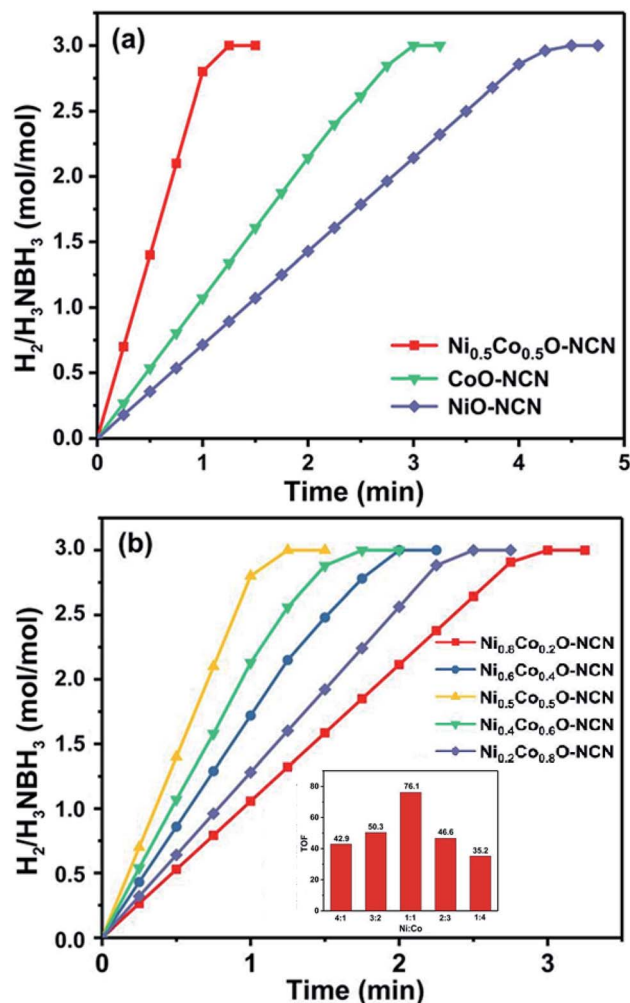 (a)
H₂/H₃NBH₃ (mol/mol)
3.0
2.5
2.0
1.5
1.0
0.5
0.0
Ni₀.₅Co₀.₅O-NCN
CoO-NCN
NiO-NCN
0 1 2 3 4 5
Time (min)
(b)
H₂/H₃NBH₃ (mol/mol)
3.0
2.5
2.0
1.5
1.0
0.5
0.0
Ni₀.₈Co₀.₂O-NCN
Ni₀.₆Co₀.₄O-NCN
Ni₀.₅Co₀.₅O-NCN
Ni₀.₄Co₀.₆O-NCN
Ni₀.₂Co₀.₈O-NCN
TOF
80
60
40
20
0
42.9 50.3 76.1 46.6 35.2
4:1 3:2 1:1 2:3 1:4
Ni:Co
0 1 2 3
Time (min)